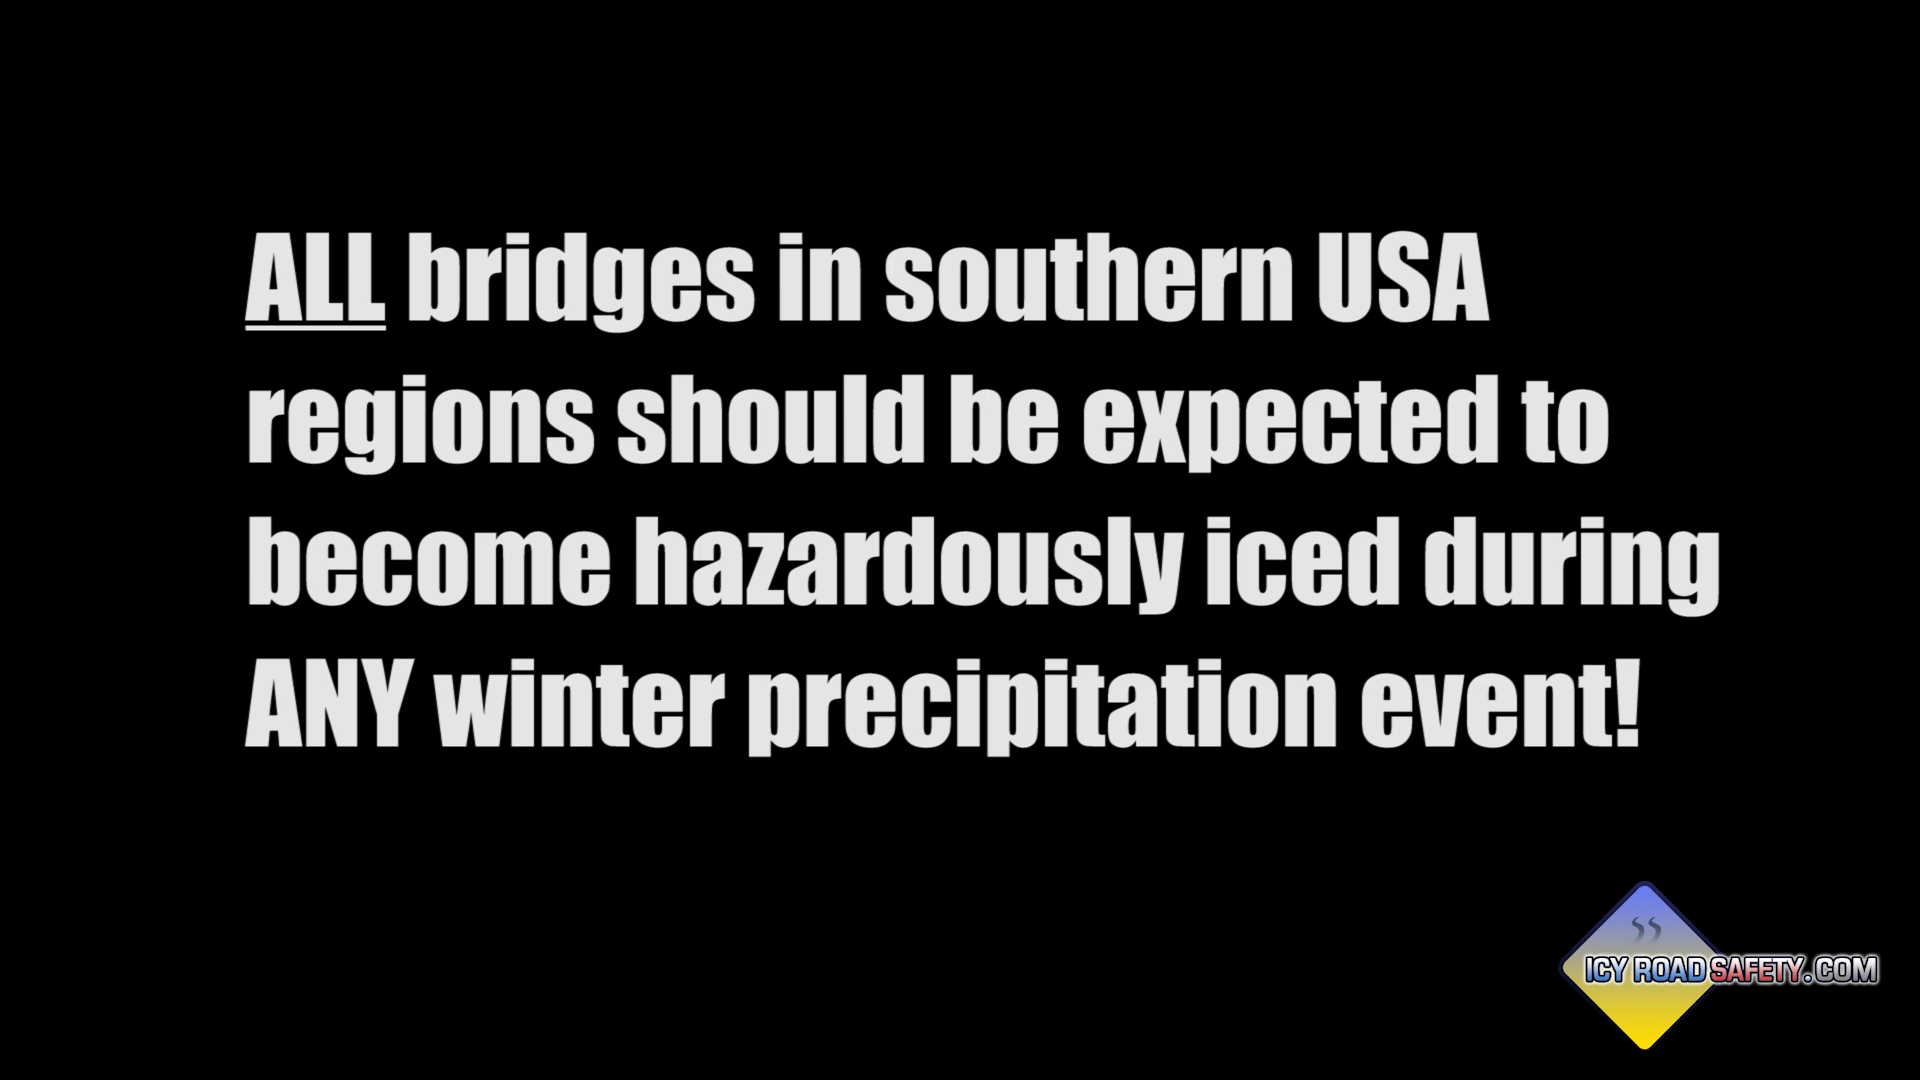 ALL bridges in southern USA
regions should be expected to
become hazardously iced during
ANY winter precipitation event!
ICY ROAD SAFETY.COM